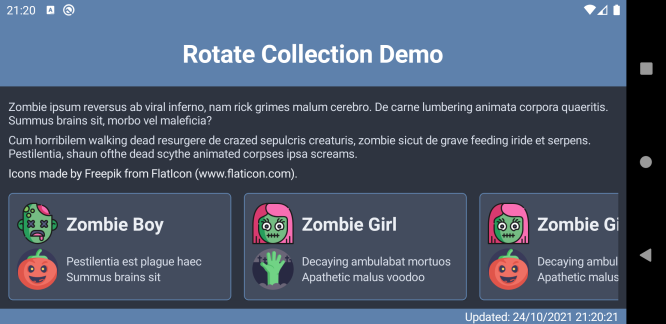 21:20
Rotate Collection Demo
Zombie ipsum reversus ab viral inferno, nam rick grimes malum cerebro. De carne lumbering animata corpora quaeritis.
Summus brains sit, morbo vel maleficia?
Cum horribilem walking dead resurgere de crazed sepulcris creaturis, zombie sicut de grave feeding iride et serpens.
Pestilentia, shaun ofthe dead scythe animated corpses ipsa screams.
Icons made by Freepik from FlatIcon (www.flaticon.com).
Zombie Boy
Pestilentia est plague haec
Summus brains sit
Zombie Girl
Decaying ambulabat mortuos
Apathetic malus voodoo
Zombie Gi
Decaying ambul
Apathetic malus
Updated: 24/10/2021 21:20:21